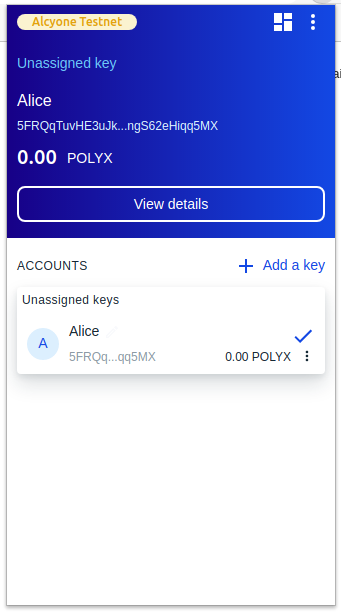 Alcyone Testnet
Unassigned key
Alice
5FRQqTuvHE3uJk...ngS62eHiqq5MX
0.00 POLYX
View details
ACCOUNTS
Add a key
Unassigned keys
A
Alice
5FRQq...qq5MX
0.00 POLYX